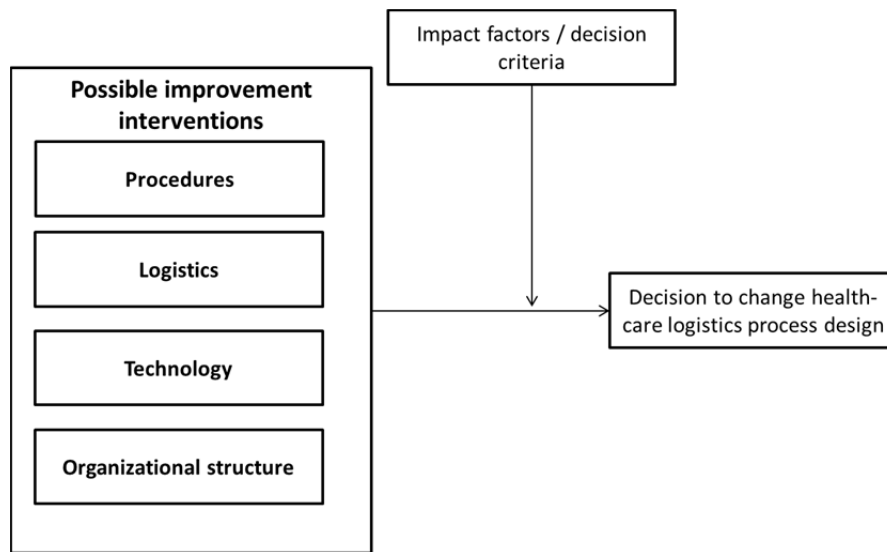 Impact factors / decision
criteria
Possible improvement
interventions
Procedures
Logistics
Technology
Organizational structure
Decision to change health-
care logistics process design